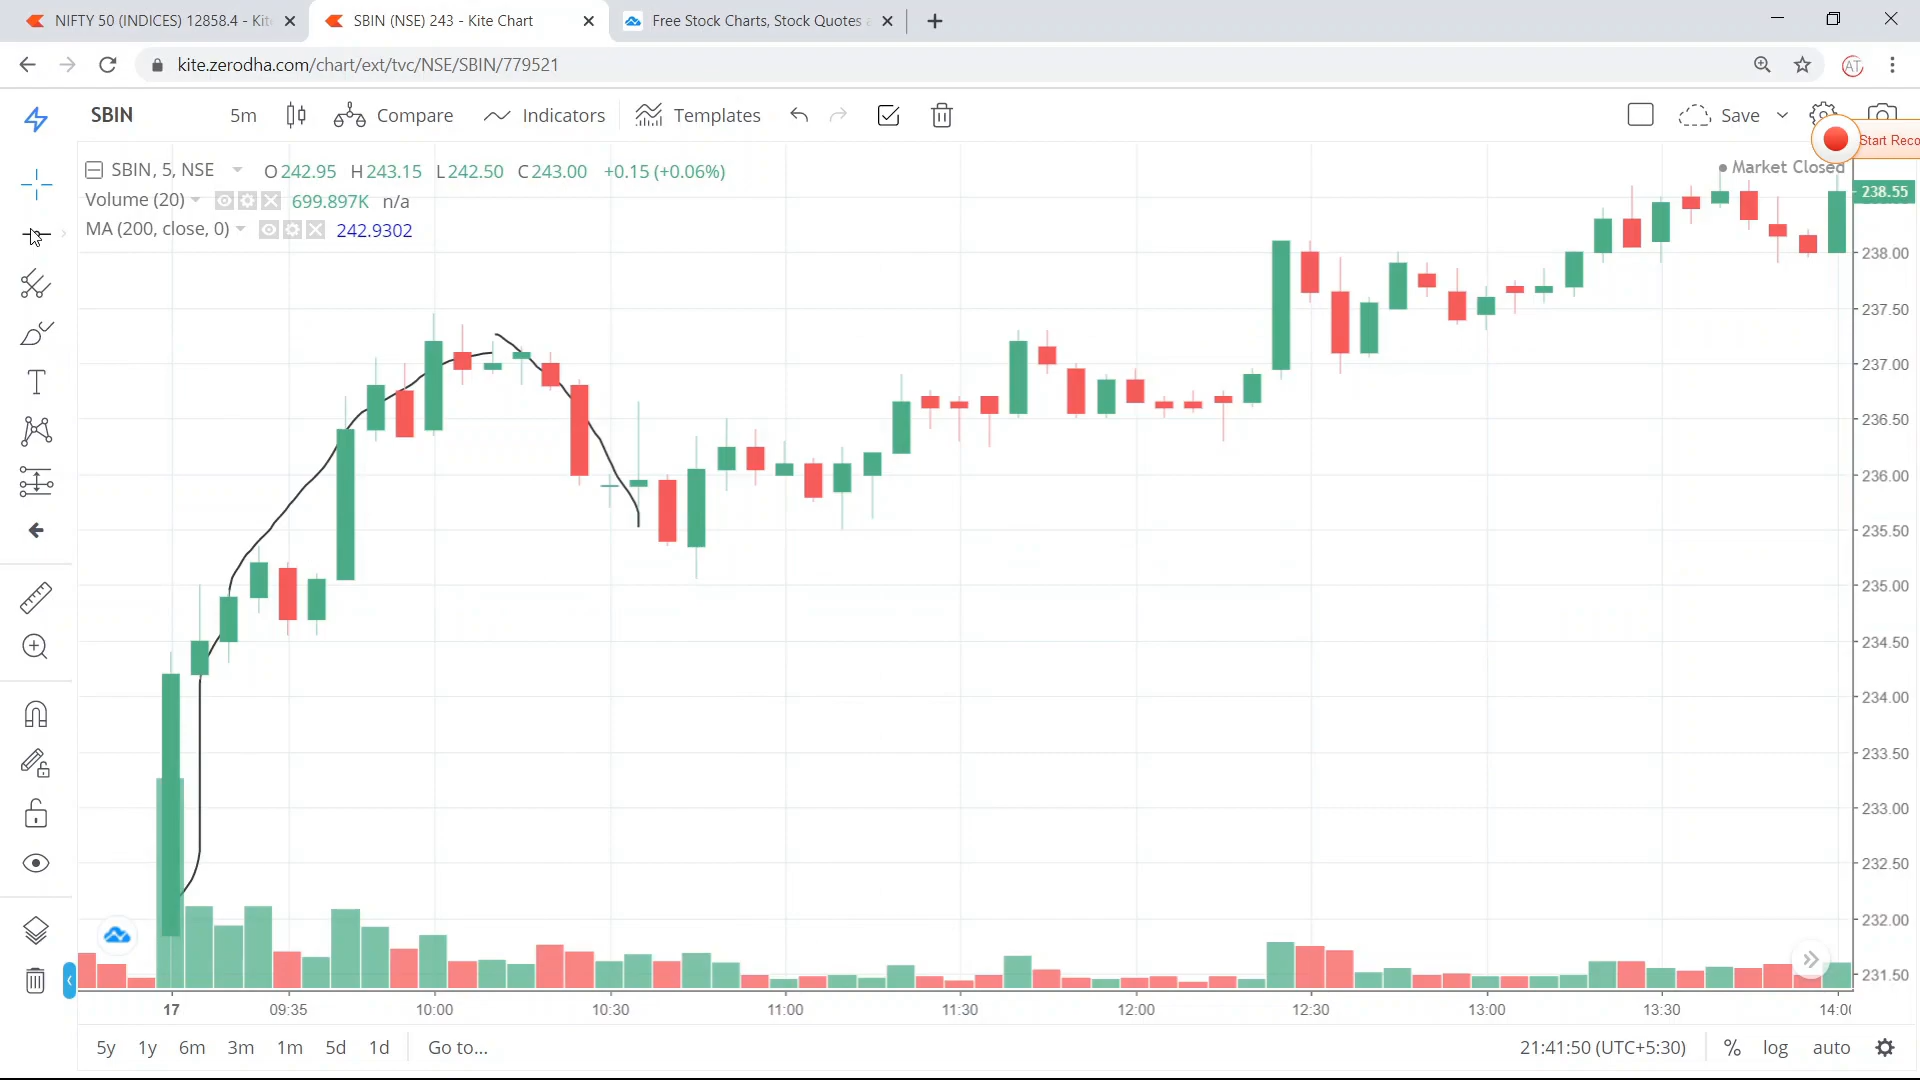 NIFTY 50 (INDICES) 12858.4 - Kit
SBIN (NSE) 243 - Kite Chart
Free Stock Charts, Stock Quotes
kite.zerodha.com/chart/ext/tvc/NSE/SBIN/779521
AT
SBIN
5m
Compare
Indicators
Templates
Save
Start Reco
SBIN, 5, NSE
O 242.95 H 243.15 L 242.50 C 243.00 +0.15 (+0.06%)
Market Closed
Volume (20)
699.897K n/a
MA (200, close, 0)
242.9302
238.55
238.00
237.50
237.00
236.50
236.00
235.50
235.00
234.50
234.00
233.50
233.00
232.50
232.00
231.50
17 09:35 10:00 10:30 11:00 11:30 12:00 12:30 13:00 13:30 14:00
5y 1y 6m 3m 1m 5d 1d Go to...
21:41:50 (UTC+5:30) % log auto